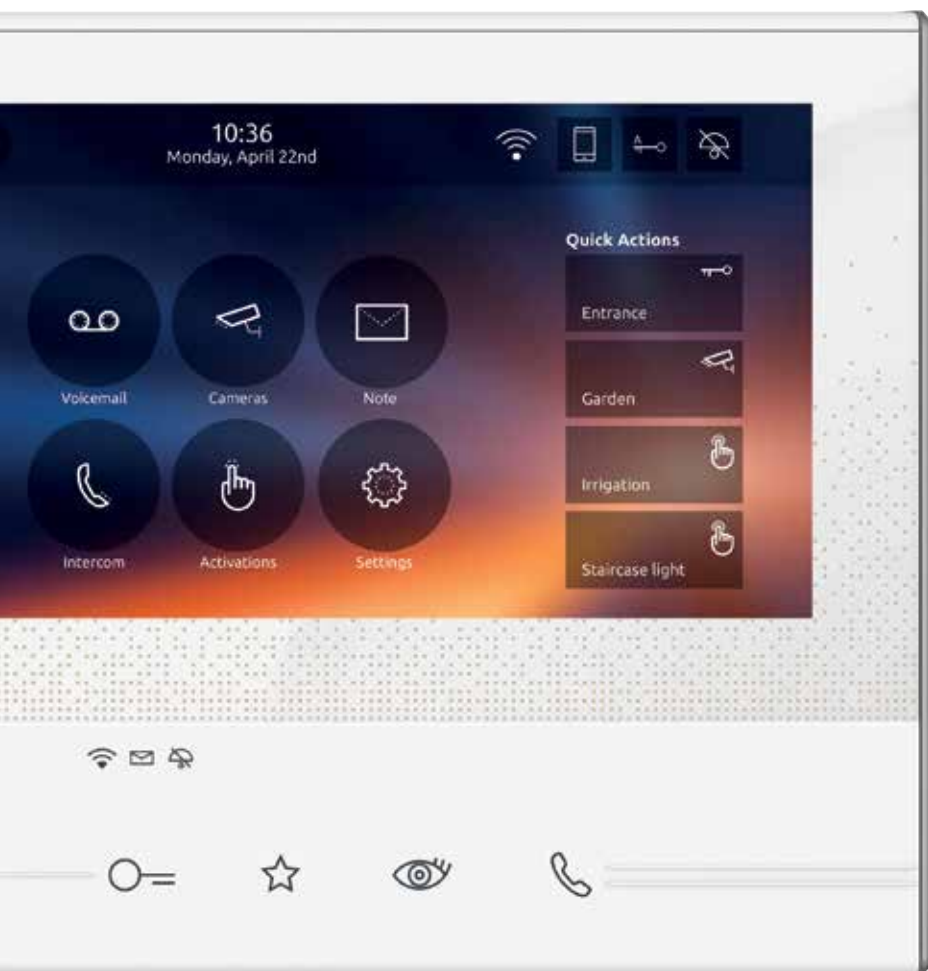 10:36
Monday, April 22nd
Quick Actions
Entrance
Voicemail
Cameras
Note
Garden
Irrigation
Intercom
Activations
Settings
Staircase light